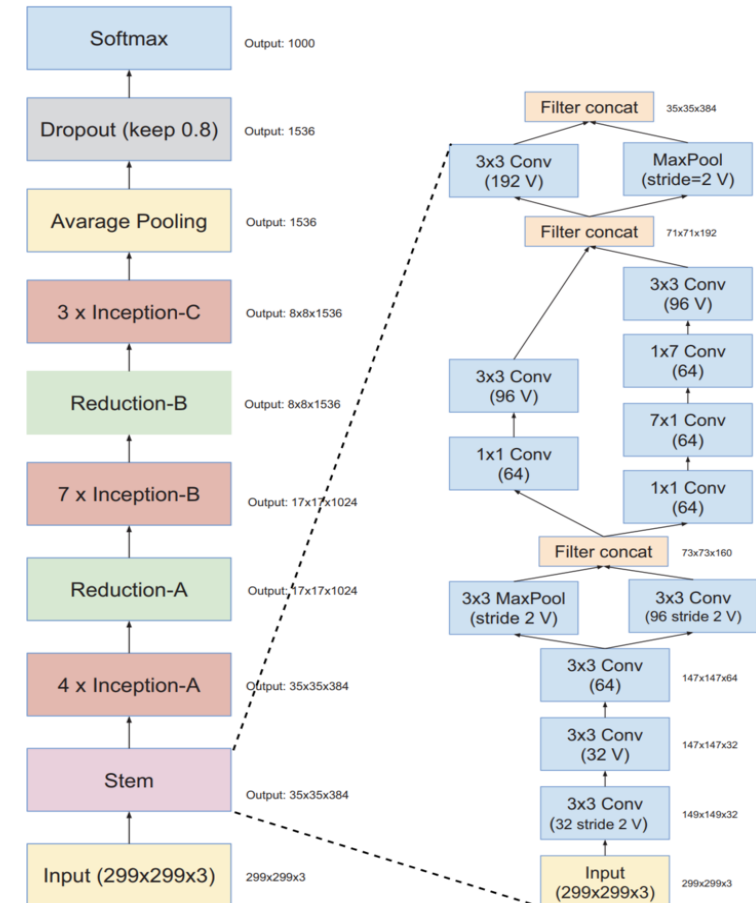 Softmax
Output: 1000
Dropout (keep 0.8)
Output: 1536
Avarage Pooling
Output: 1536
3 x Inception-C
Output: 8x8x1536
Reduction-B
Output: 8x8x1536
7 x Inception-B
Output: 17x17x1024
Reduction-A
Output: 17x17x1024
4 x Inception-A
Output: 35x35x384
Stem
Output: 35x35x384
Input (299x299x3)
299x299x3
Filter concat
35x35x384
3x3 Conv
(192 V)
MaxPool
(stride=2 V)
Filter concat
71x71x192
3x3 Conv
(96 V)
1x7 Conv
(64)
3x3 Conv
(96 V)
7x1 Conv
(64)
1x1 Conv
(64)
1x1 Conv
(64)
Filter concat
73x73x160
3x3 MaxPool
(stride 2 V)
3x3 Conv
(96 stride 2 V)
3x3 Conv
(64)
147x147x64
3x3 Conv
(32 V)
147x147x32
3x3 Conv
(32 stride 2 V)
149x149x32
Input
(299x299x3)
299x299x3